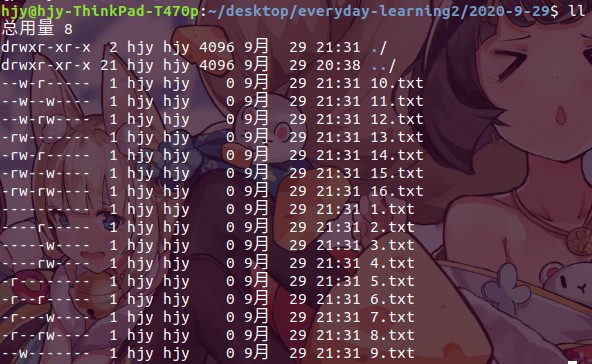 hjy@hjy-ThinkPad-T470p:~/desktop/everyday-learning2/2020-9-29$ ll
总用量 8
drwxr-xr-x  2 hjy hjy 4096 9月  29 21:31 ./
drwxr-xr-x 21 hjy hjy 4096 9月  29 20:38 ../
--w-r-----  1 hjy hjy    0 9月  29 21:31 10.txt
--w--w----  1 hjy hjy    0 9月  29 21:31 11.txt
--w-rw----  1 hjy hjy    0 9月  29 21:31 12.txt
-rw-------  1 hjy hjy    0 9月  29 21:31 13.txt
-rw-r-----  1 hjy hjy    0 9月  29 21:31 14.txt
-rw--w----  1 hjy hjy    0 9月  29 21:31 15.txt
-rw-rw----  1 hjy hjy    0 9月  29 21:31 16.txt
----------  1 hjy hjy    0 9月  29 21:31 1.txt
----r-----  1 hjy hjy    0 9月  29 21:31 2.txt
-----w----  1 hjy hjy    0 9月  29 21:31 3.txt
----rw----  1 hjy hjy    0 9月  29 21:31 4.txt
-r--------  1 hjy hjy    0 9月  29 21:31 5.txt
-r--r-----  1 hjy hjy    0 9月  29 21:31 6.txt
-r---w----  1 hjy hjy    0 9月  29 21:31 7.txt
-r--rw----  1 hjy hjy    0 9月  29 21:31 8.txt
--w-------  1 hjy hjy    0 9月  29 21:31 9.txt